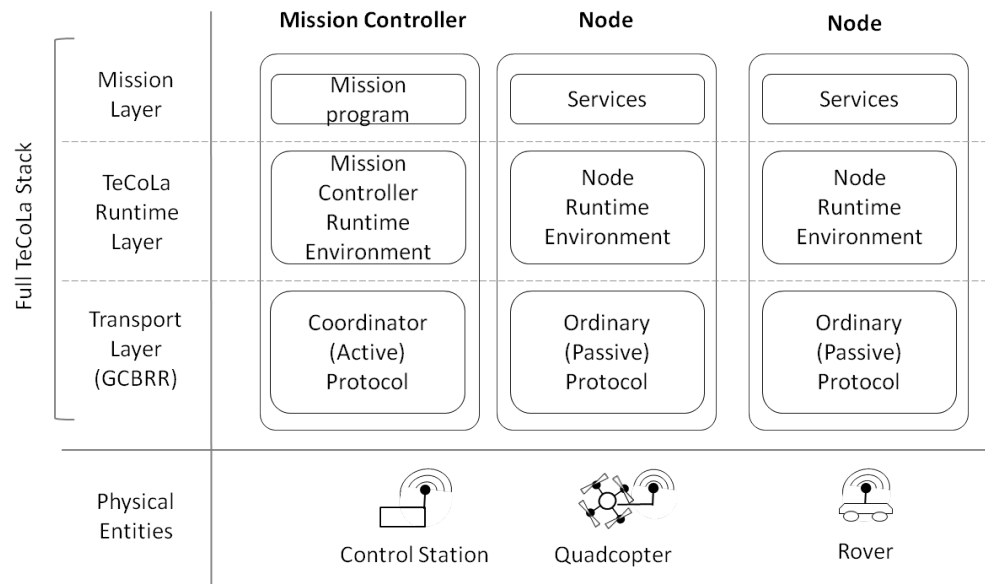 Mission Controller
Node
Node
Full TeCoLa Stack
Mission
Layer
Mission
program
Services
Services
TeCoLa
Runtime
Layer
Mission
Controller
Runtime
Environment
Node
Runtime
Environment
Node
Runtime
Environment
Transport
Layer
(GCBRR)
Coordinator
(Active)
Protocol
Ordinary
(Passive)
Protocol
Ordinary
(Passive)
Protocol
Physical
Entities
Control Station
Quadcopter
Rover